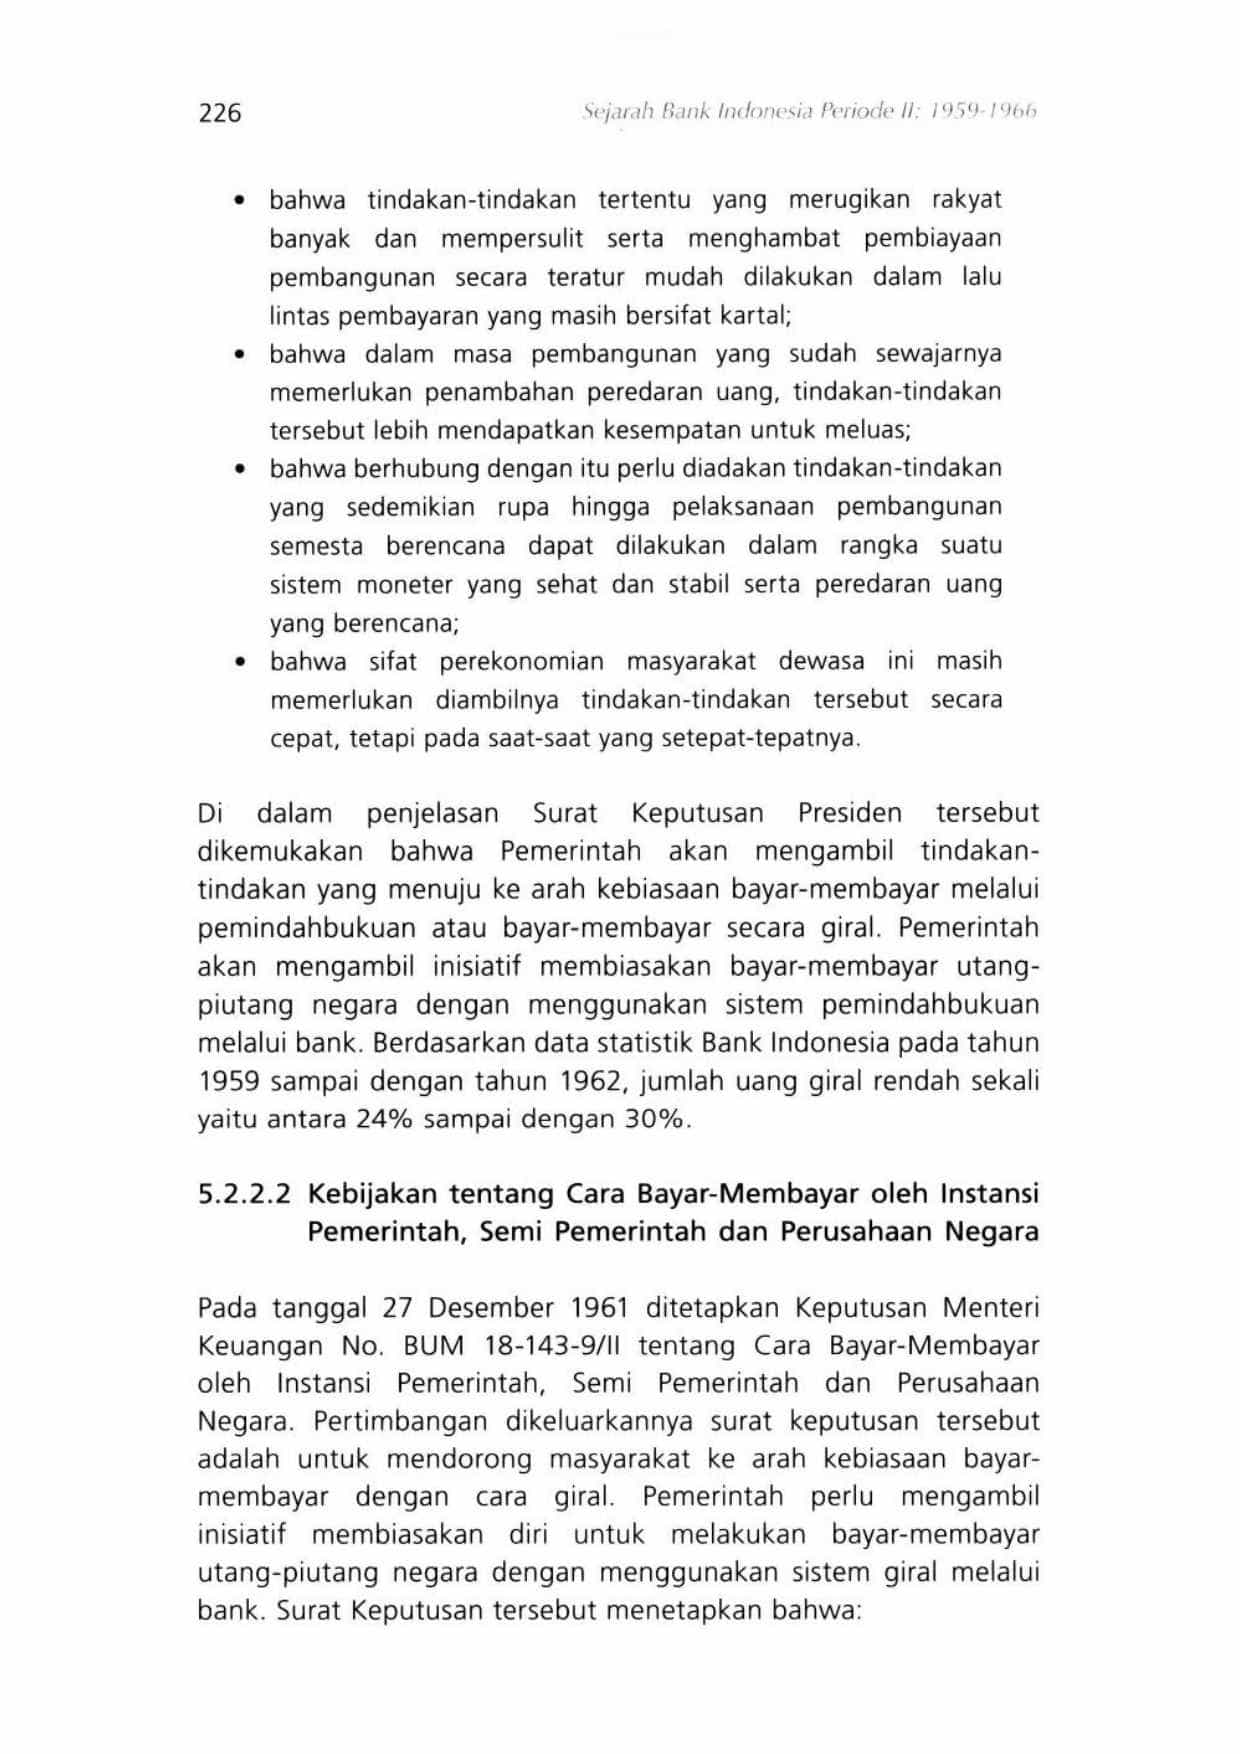 226
Sejarah Bank Indonesia Periode II: 1959-1966
• bahwa tindakan-tindakan tertentu yang merugikan rakyat
banyak dan mempersulit serta menghambat pembiayaan
pembangunan secara teratur mudah dilakukan dalam lalu
lintas pembayaran yang masih bersifat kartal;
• bahwa dalam masa pembangunan yang sudah sewajarnya
memerlukan penambahan peredaran uang, tindakan-tindakan
tersebut lebih mendapatkan kesempatan untuk meluas;
• bahwa berhubung dengan itu perlu diadakan tindakan-tindakan
yang sedemikian rupa hingga pelaksanaan pembangunan
semesta berencana dapat dilakukan dalam rangka suatu
sistem moneter yang sehat dan stabil serta peredaran uang
yang berencana;
• bahwa sifat perekonomian masyarakat dewasa ini masih
memerlukan diambilnya tindakan-tindakan tersebut secara
cepat, tetapi pada saat-saat yang setepat-tepatnya.
Di dalam penjelasan Surat Keputusan Presiden tersebut
dikemukakan bahwa Pemerintah akan mengambil tindakan-
tindakan yang menuju ke arah kebiasaan bayar-membayar melalui
pemindahbukuan atau bayar-membayar secara giral. Pemerintah
akan mengambil inisiatif membiasakan bayar-membayar utang-
piutang negara dengan menggunakan sistem pemindahbukuan
melalui bank. Berdasarkan data statistik Bank Indonesia pada tahun
1959 sampai dengan tahun 1962, jumlah uang giral rendah sekali
yaitu antara 24% sampai dengan 30%.
5.2.2.2 Kebijakan tentang Cara Bayar-Membayar oleh Instansi
Pemerintah, Semi Pemerintah dan Perusahaan Negara
Pada tanggal 27 Desember 1961 ditetapkan Keputusan Menteri
Keuangan No. BUM 18-143-9/II tentang Cara Bayar-Membayar
oleh Instansi Pemerintah, Semi Pemerintah dan Perusahaan
Negara. Pertimbangan dikeluarkannya surat keputusan tersebut
adalah untuk mendorong masyarakat ke arah kebiasaan bayar-
membayar dengan cara giral. Pemerintah perlu mengambil
inisiatif membiasakan diri untuk melakukan bayar-membayar
utang-piutang negara dengan menggunakan sistem giral melalui
bank. Surat Keputusan tersebut menetapkan bahwa: